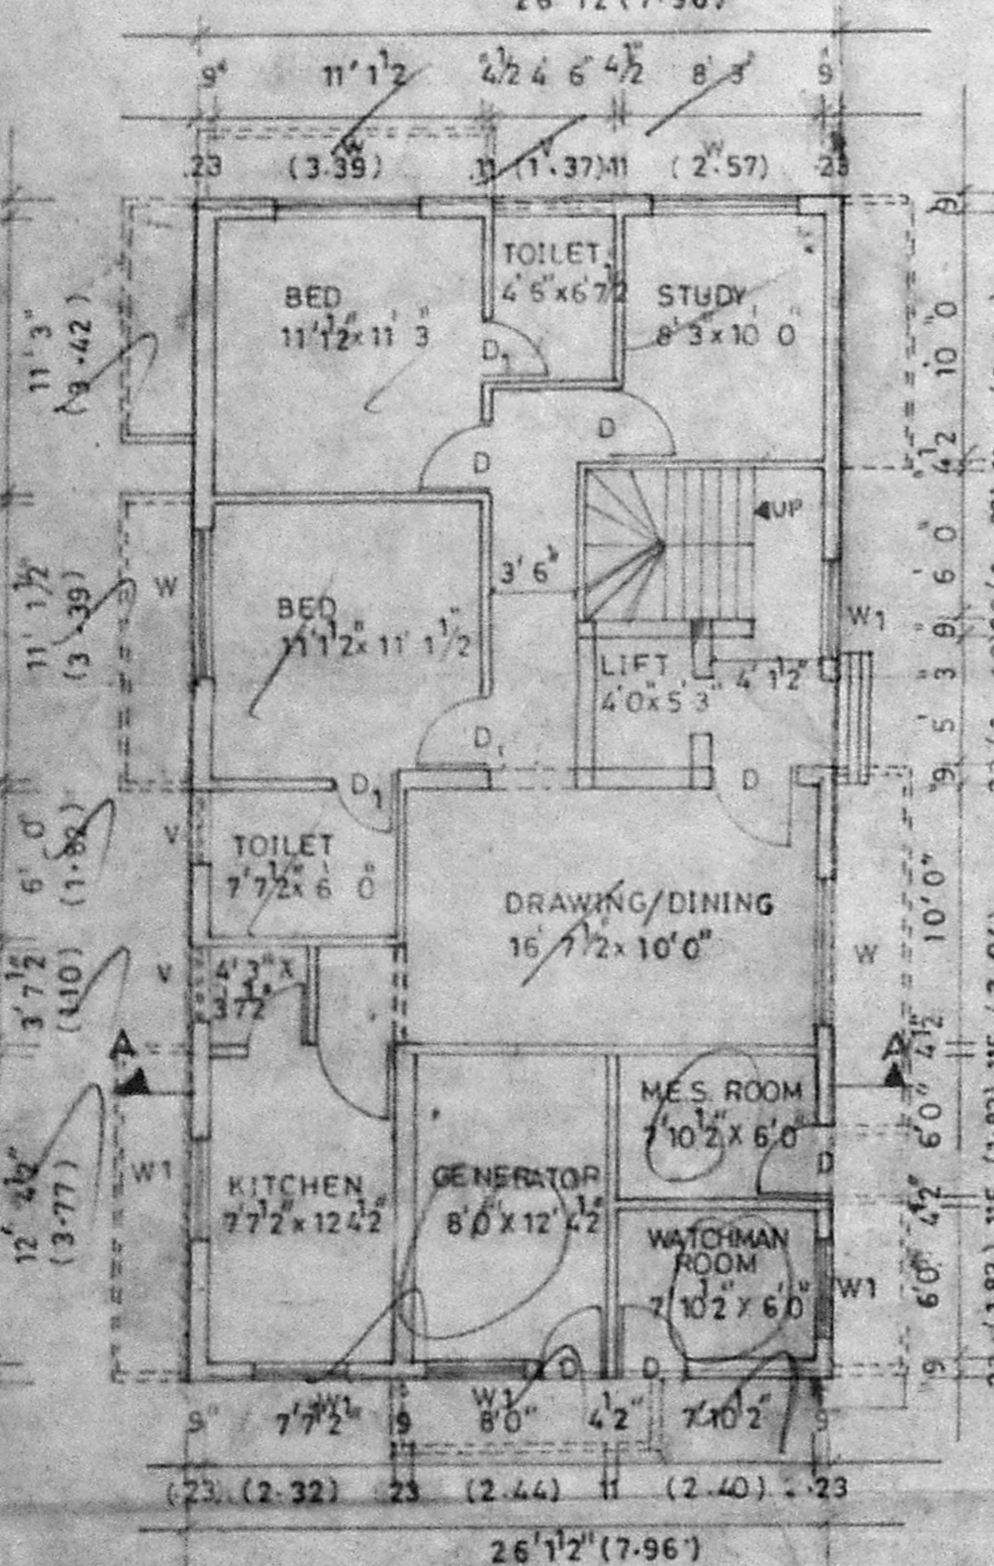 9" 11' 1½ 4½ 4' 6" 4½" 8' 3" 9"
W V W
.23 (3.39) .11 (1.37) .11 (2.57) .23
BED
11' 1½" x 11' 3"
TOILET
4' 6" x 6' 7½
STUDY
8' 3" x 10' 0"
D1
D
D
11' 3"
(3.42)
10' 0"
4½
UP
3' 6"
BED
11' 1½" x 11' 1½"
W
11' 1½"
(3.39)
W1
6' 0"
9"
LIFT
4'0" x 5' 3"
4' 1½"
5' 3"
9"
D1
D1
D
TOILET
7' 7½" x 6' 0"
V
6' 0"
(1.82)
DRAWING/DINING
16' 7½" x 10'0"
W
10'0"
4'3" X
3'7½"
V
3' 7½"
(1.10)
A
A
4½"
M.E.S. ROOM
7'10½" X 6'0"
D
6'0"
4½"
KITCHEN
7'7½" x 12'4½"
W1
12' 4½"
(3.77)
GENERATOR
8'0" X 12' 4½"
WATCHMAN
ROOM
7'10½" X 6'0"
W1
6'0"
9"
D D
W1 W1
9" 7'7½" 9 8'0" 4½" 7'10½" 9
(.23) (2.32) .23 (2.44) 11 (2.40) .23
26'1½" (7.96)